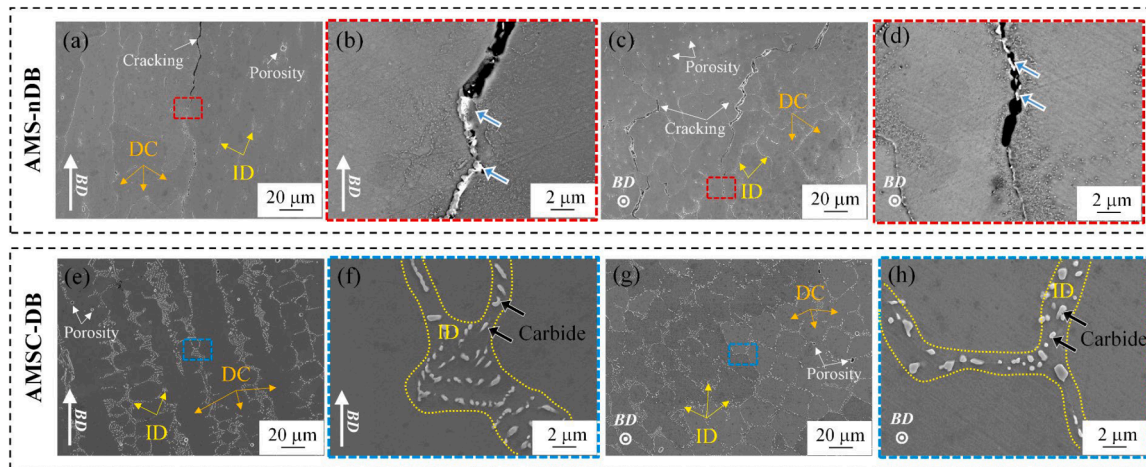 AMS-nDB
(a)
Cracking
Porosity
DC
ID
BD
20 μm
(b)
2 μm
(c)
Porosity
Cracking
DC
ID
BD
20 μm
(d)
BD
2 μm
AMSC-DB
(e)
Porosity
DC
ID
BD
20 μm
(f)
ID
Carbide
BD
2 μm
(g)
DC
Porosity
ID
BD
20 μm
(h)
ID
Carbide
BD
2 μm